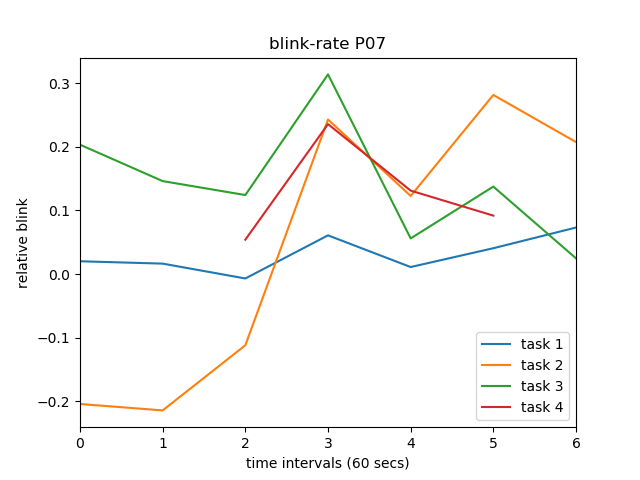 blink-rate P07
relative blink
0.3
0.2
0.1
0.0
−0.1
−0.2
0 1 2 3 4 5 6
time intervals (60 secs)
task 1
task 2
task 3
task 4